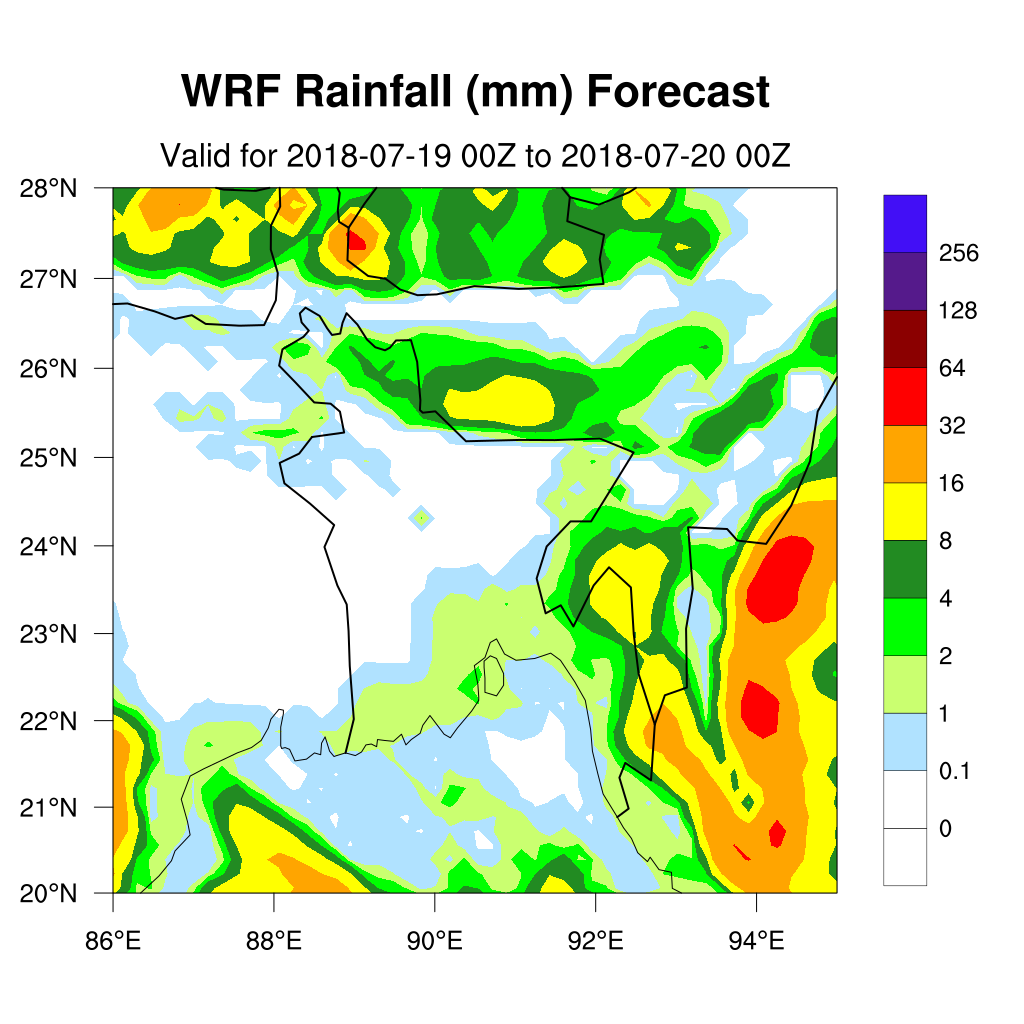 WRF Rainfall (mm) Forecast
Valid for 2018-07-19 00Z to 2018-07-20 00Z
28°N
27°N
26°N
25°N
24°N
23°N
22°N
21°N
20°N
86°E 88°E 90°E 92°E 94°E
256
128
64
32
16
8
4
2
1
0.1
0